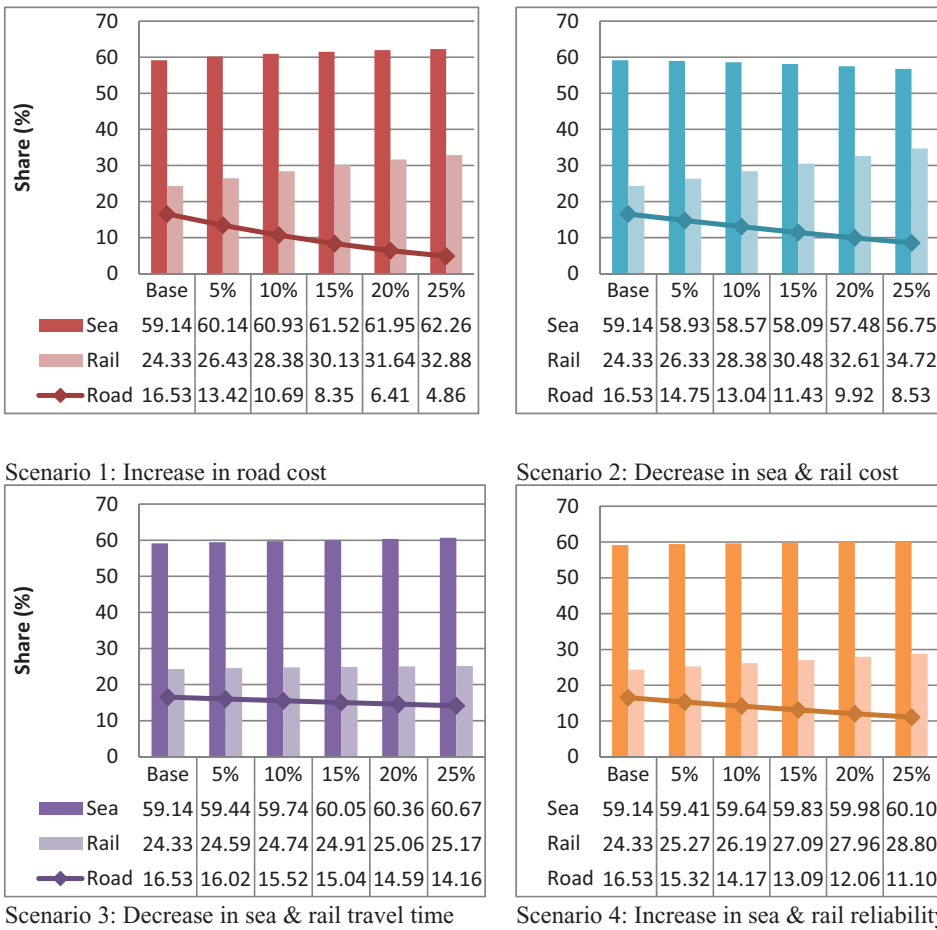 70
60
50
40
30
20
10
0
Share (%)
Base 5% 10% 15% 20% 25%
Sea 59.14 60.14 60.93 61.52 61.95 62.26
Rail 24.33 26.43 28.38 30.13 31.64 32.88
Road 16.53 13.42 10.69 8.35 6.41 4.86
Scenario 1: Increase in road cost
70
60
50
40
30
20
10
0
Base 5% 10% 15% 20% 25%
Sea 59.14 58.93 58.57 58.09 57.48 56.75
Rail 24.33 26.33 28.38 30.48 32.61 34.72
Road 16.53 14.75 13.04 11.43 9.92 8.53
Scenario 2: Decrease in sea & rail cost
70
60
50
40
30
20
10
0
Share (%)
Base 5% 10% 15% 20% 25%
Sea 59.14 59.44 59.74 60.05 60.36 60.67
Rail 24.33 24.59 24.74 24.91 25.06 25.17
Road 16.53 16.02 15.52 15.04 14.59 14.16
Scenario 3: Decrease in sea & rail travel time
70
60
50
40
30
20
10
0
Base 5% 10% 15% 20% 25%
Sea 59.14 59.41 59.64 59.83 59.98 60.10
Rail 24.33 25.27 26.19 27.09 27.96 28.80
Road 16.53 15.32 14.17 13.09 12.06 11.10
Scenario 4: Increase in sea & rail reliability